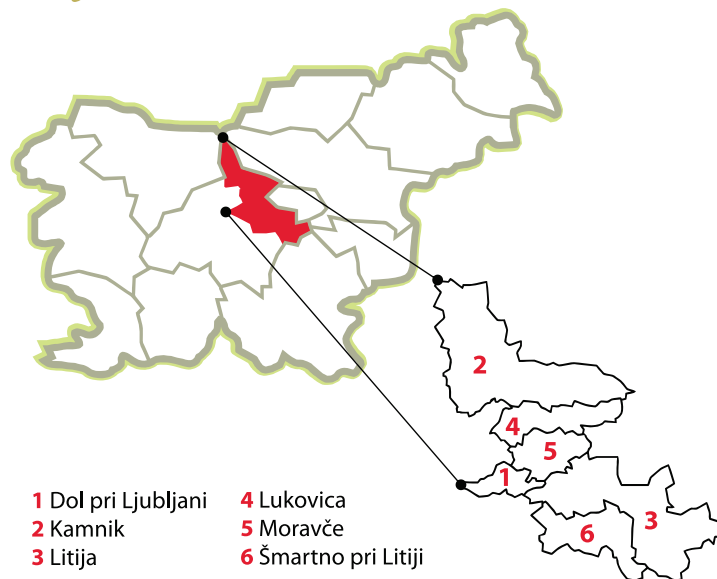 2
4
5
1
3
6
1 Dol pri Ljubljani
2 Kamnik
3 Litija
4 Lukovica
5 Moravče
6 Šmartno pri Litiji